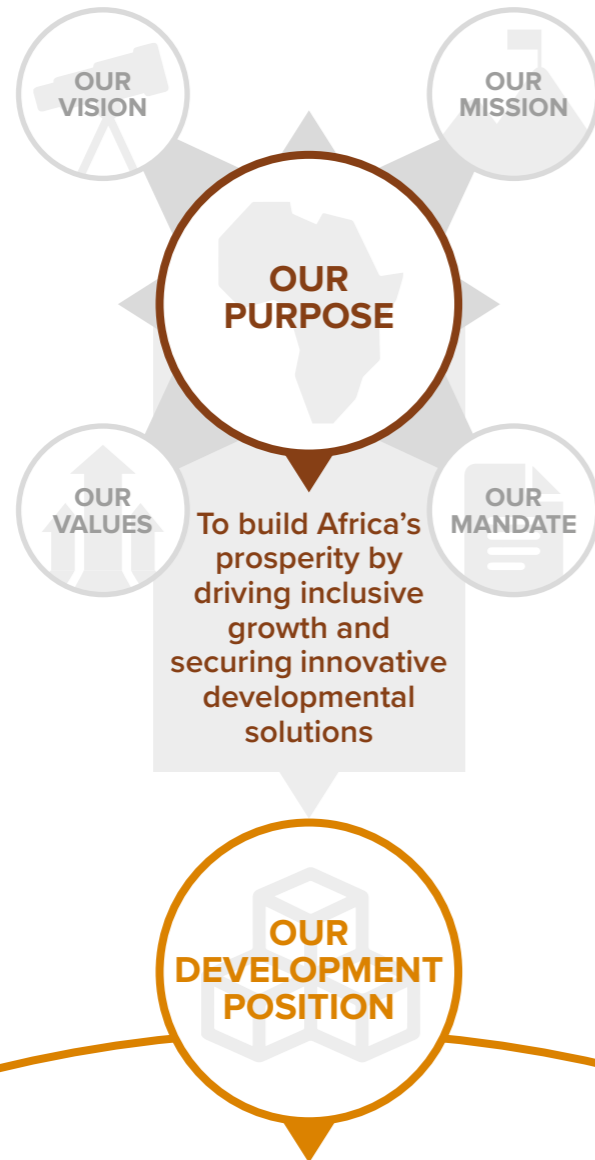 OUR
VISION
OUR
MISSION
OUR
PURPOSE
OUR
VALUES
OUR
MANDATE
To build Africa’s
prosperity by
driving inclusive
growth and
securing innovative
developmental
solutions
OUR
DEVELOPMENT
POSITION